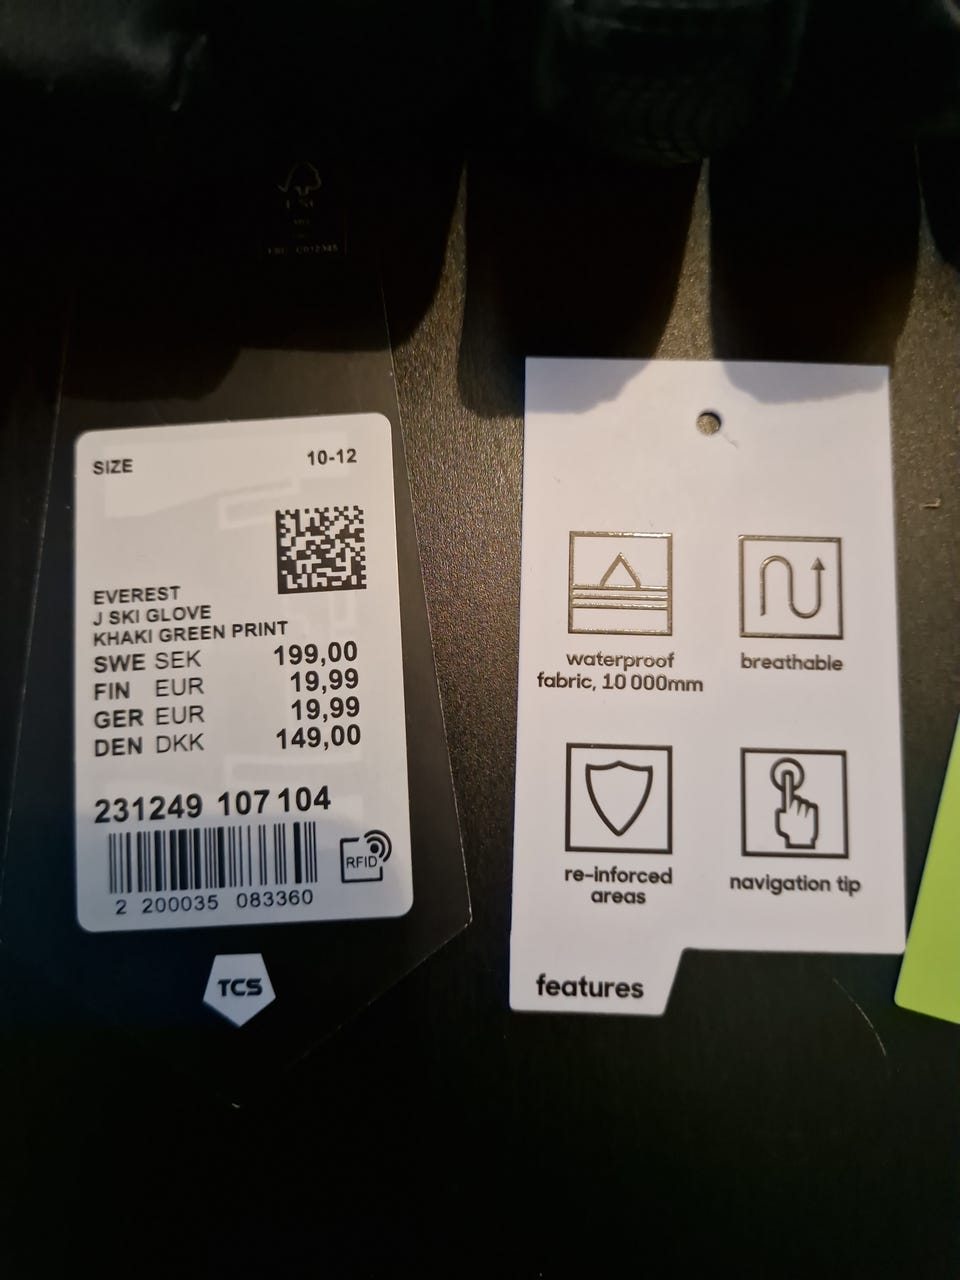 SIZE 10-12
EVEREST
J SKI GLOVE
KHAKI GREEN PRINT
SWE SEK 199,00
FIN EUR 19,99
GER EUR 19,99
DEN DKK 149,00
231249 107 104
RFID
2 200035 083360
TCS
waterproof
fabric, 10 000mm
breathable
re-inforced
areas
navigation tip
features